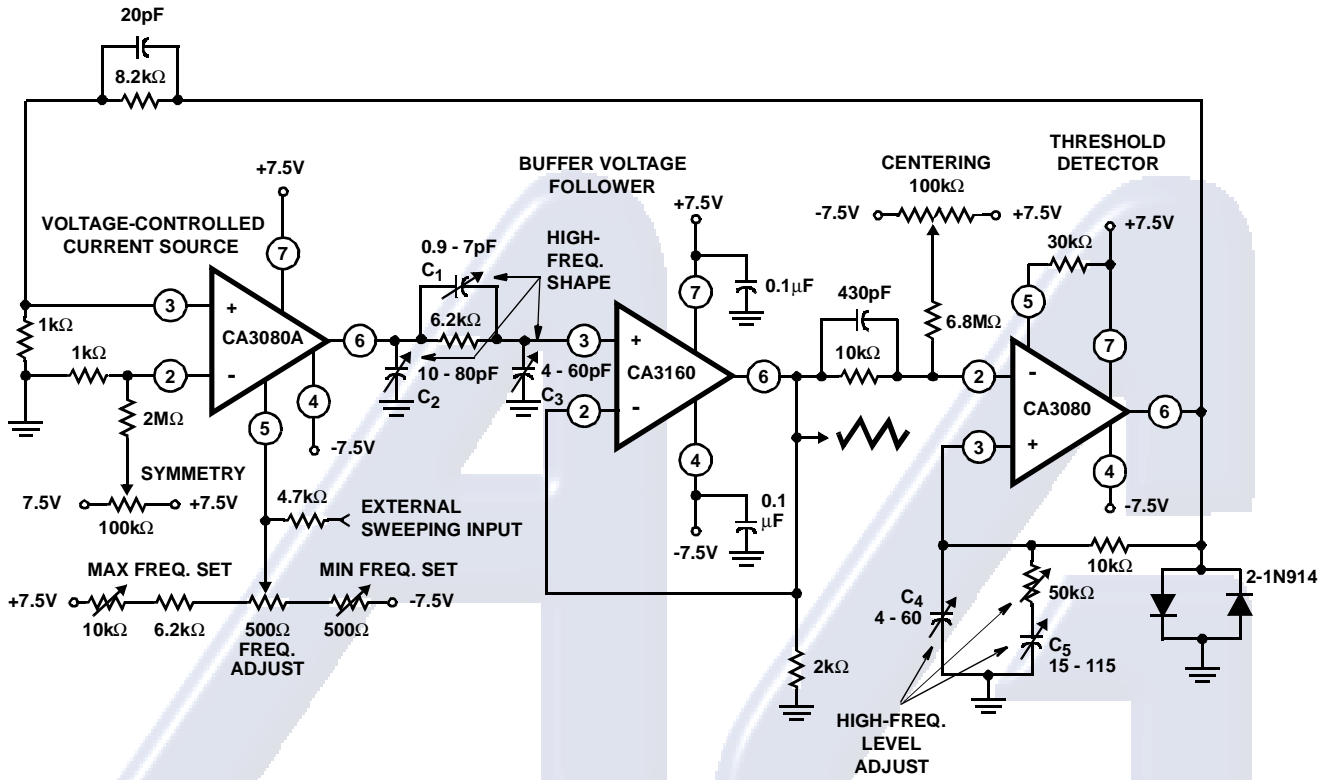 20pF
8.2kΩ
+7.5V
VOLTAGE-CONTROLLED
CURRENT SOURCE
7
3
+
CA3080A
6
1kΩ
1kΩ
2
-
4
5
-7.5V
2MΩ
SYMMETRY
7.5V
+7.5V
100kΩ
4.7kΩ
EXTERNAL
SWEEPING INPUT
MAX FREQ. SET
MIN FREQ. SET
+7.5V
-7.5V
10kΩ
6.2kΩ
500Ω
500Ω
FREQ.
ADJUST
0.9 - 7pF
C1
6.2kΩ
HIGH-
FREQ.
SHAPE
10 - 80pF
C2
4 - 60pF
C3
BUFFER VOLTAGE
FOLLOWER
+7.5V
7
0.1µF
3
+
CA3160
6
2
-
4
0.1
µF
-7.5V
2kΩ
430pF
10kΩ
CENTERING
100kΩ
-7.5V
+7.5V
6.8MΩ
THRESHOLD
DETECTOR
+7.5V
30kΩ
5
7
2
-
CA3080
6
3
+
4
-7.5V
10kΩ
2-1N914
50kΩ
C4
4 - 60
C5
15 - 115
HIGH-FREQ.
LEVEL
ADJUST